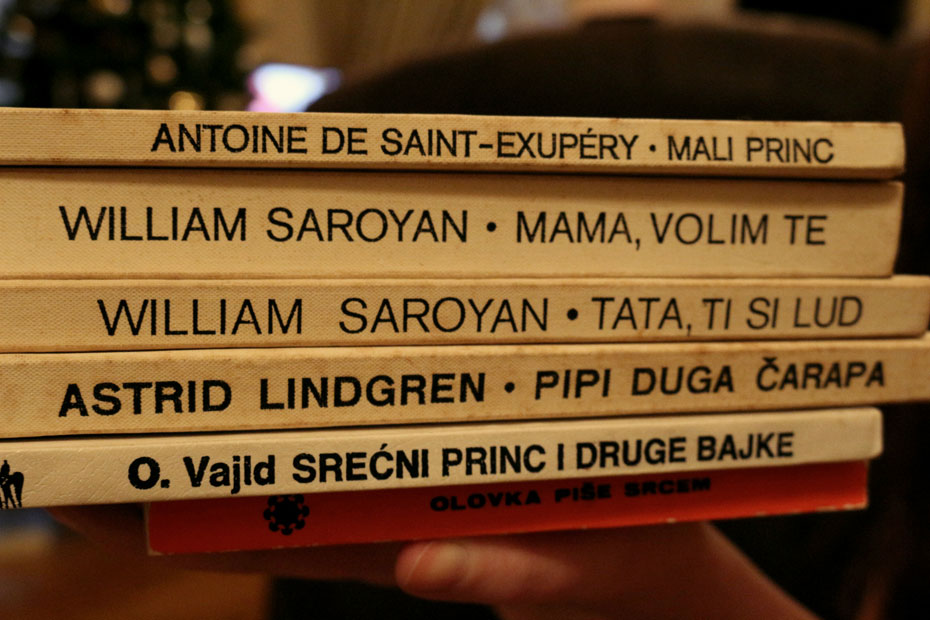 ANTOINE DE SAINT-EXUPÉRY · MALI PRINC
WILLIAM SAROYAN · MAMA, VOLIM TE
WILLIAM SAROYAN · TATA, TI SI LUD
ASTRID LINDGREN · PIPI DUGA ČARAPA
O. Vajld SREĆNI PRINC I DRUGE BAJKE
OLOVKA PIŠE SRCEM